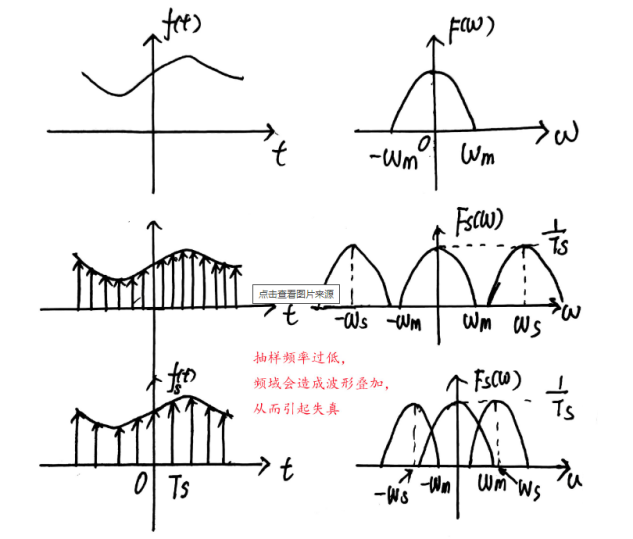 f(t)
F(ω)
t
-ωm
0
ωm
ω
Fs(ω)
1/Ts
点击查看图片来源
t
-ωs
-ωm
ωm
ωs
ω
抽样频率过低，
频域会造成波形叠加，
从而引起失真
fs(t)
Fs(ω)
1/Ts
0
Ts
t
-ωs
-ωm
ωm
ωs